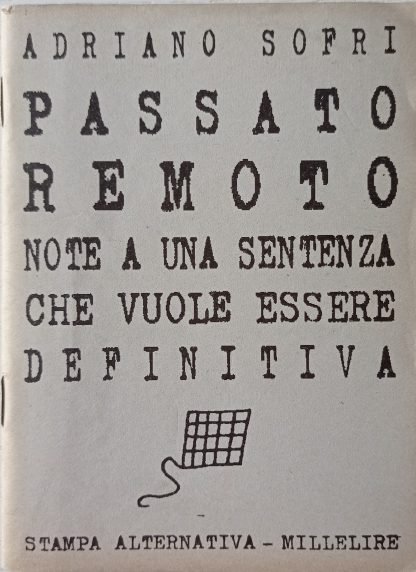 ADRIANO SOFRI
PASSATO
REMOTO
NOTE A UNA SENTENZA
CHE VUOLE ESSERE
DEFINITIVA
STAMPA ALTERNATIVA - MILLELIRE